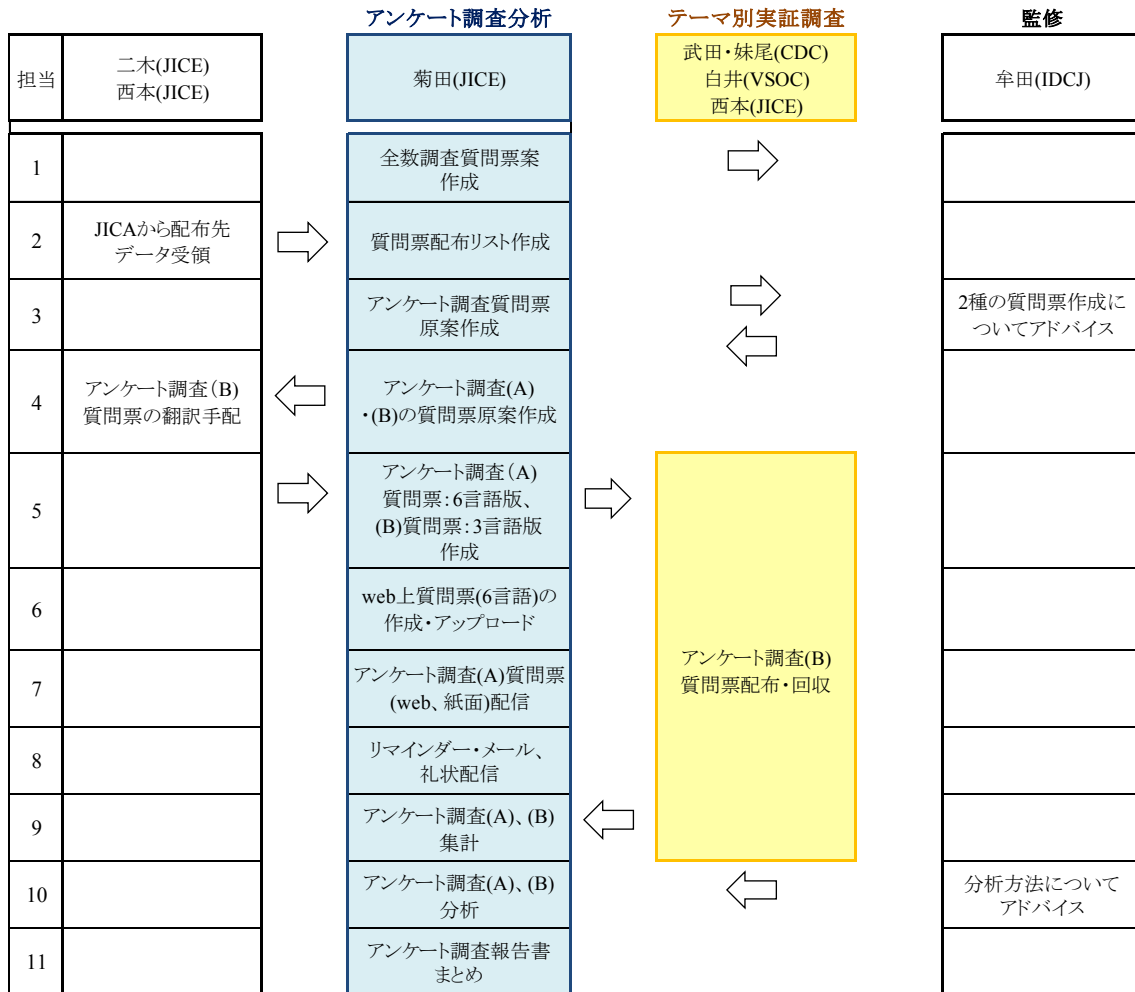 アンケート調査分析
テーマ別実証調査
監修
担当
二木(JICE)
西本(JICE)
菊田(JICE)
武田・妹尾(CDC)
白井(VSOC)
西本(JICE)
牟田(IDCJ)
1
全数調査質問票案
作成
2
JICAから配布先
データ受領
質問票配布リスト作成
3
アンケート調査質問票
原案作成
2種の質問票作成に
ついてアドバイス
4
アンケート調査(B)
質問票の翻訳手配
アンケート調査(A)
・(B)の質問票原案作成
5
アンケート調査(A)
質問票:6言語版、
(B)質問票:3言語版
作成
6
web上質問票(6言語)の
作成・アップロード
アンケート調査(B)
質問票配布・回収
7
アンケート調査(A)質問票
(web、紙面)配信
8
リマインダー・メール、
礼状配信
9
アンケート調査(A)、(B)
集計
10
アンケート調査(A)、(B)
分析
分析方法について
アドバイス
11
アンケート調査報告書
まとめ